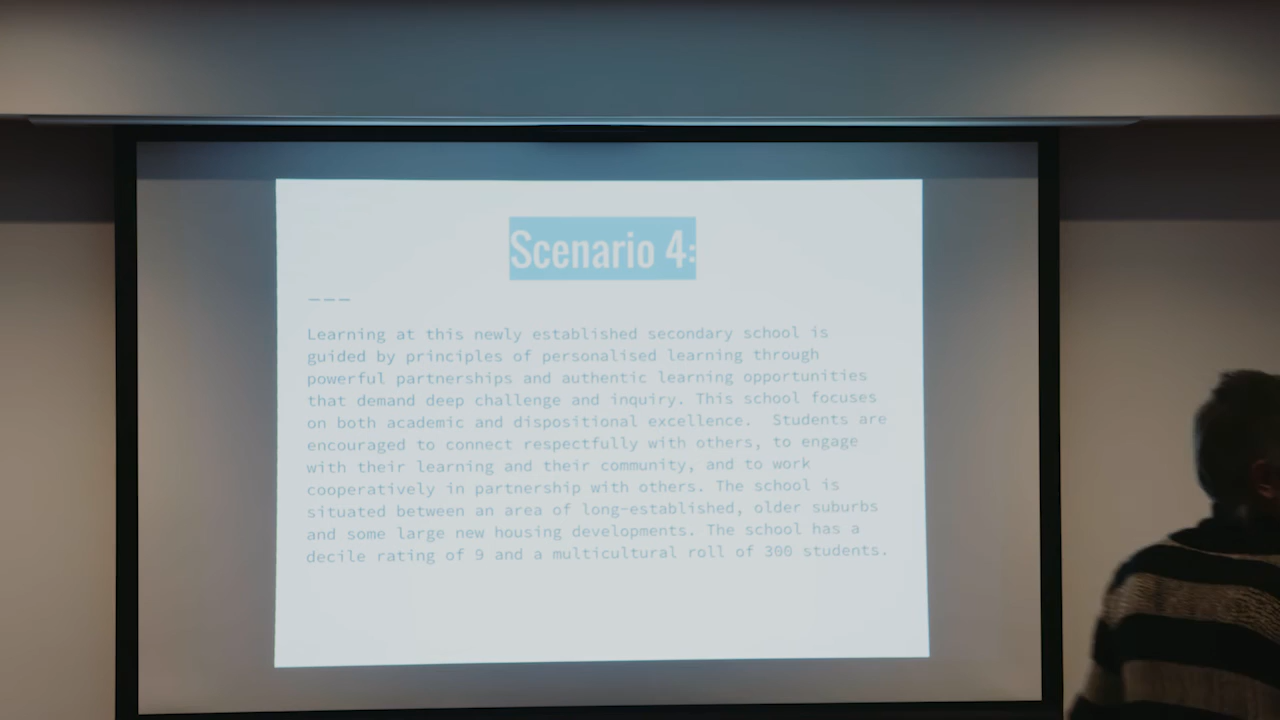 Scenario 4:
Learning at this newly established secondary school is
guided by principles of personalised learning through
powerful partnerships and authentic learning opportunities
that demand deep challenge and inquiry. This school focuses
on both academic and dispositional excellence.  Students are
encouraged to connect respectfully with others, to engage
with their learning and their community, and to work
cooperatively in partnership with others. The school is
situated between an area of long-established, older suburbs
and some large new housing developments. The school has a
decile rating of 9 and a multicultural roll of 300 students.